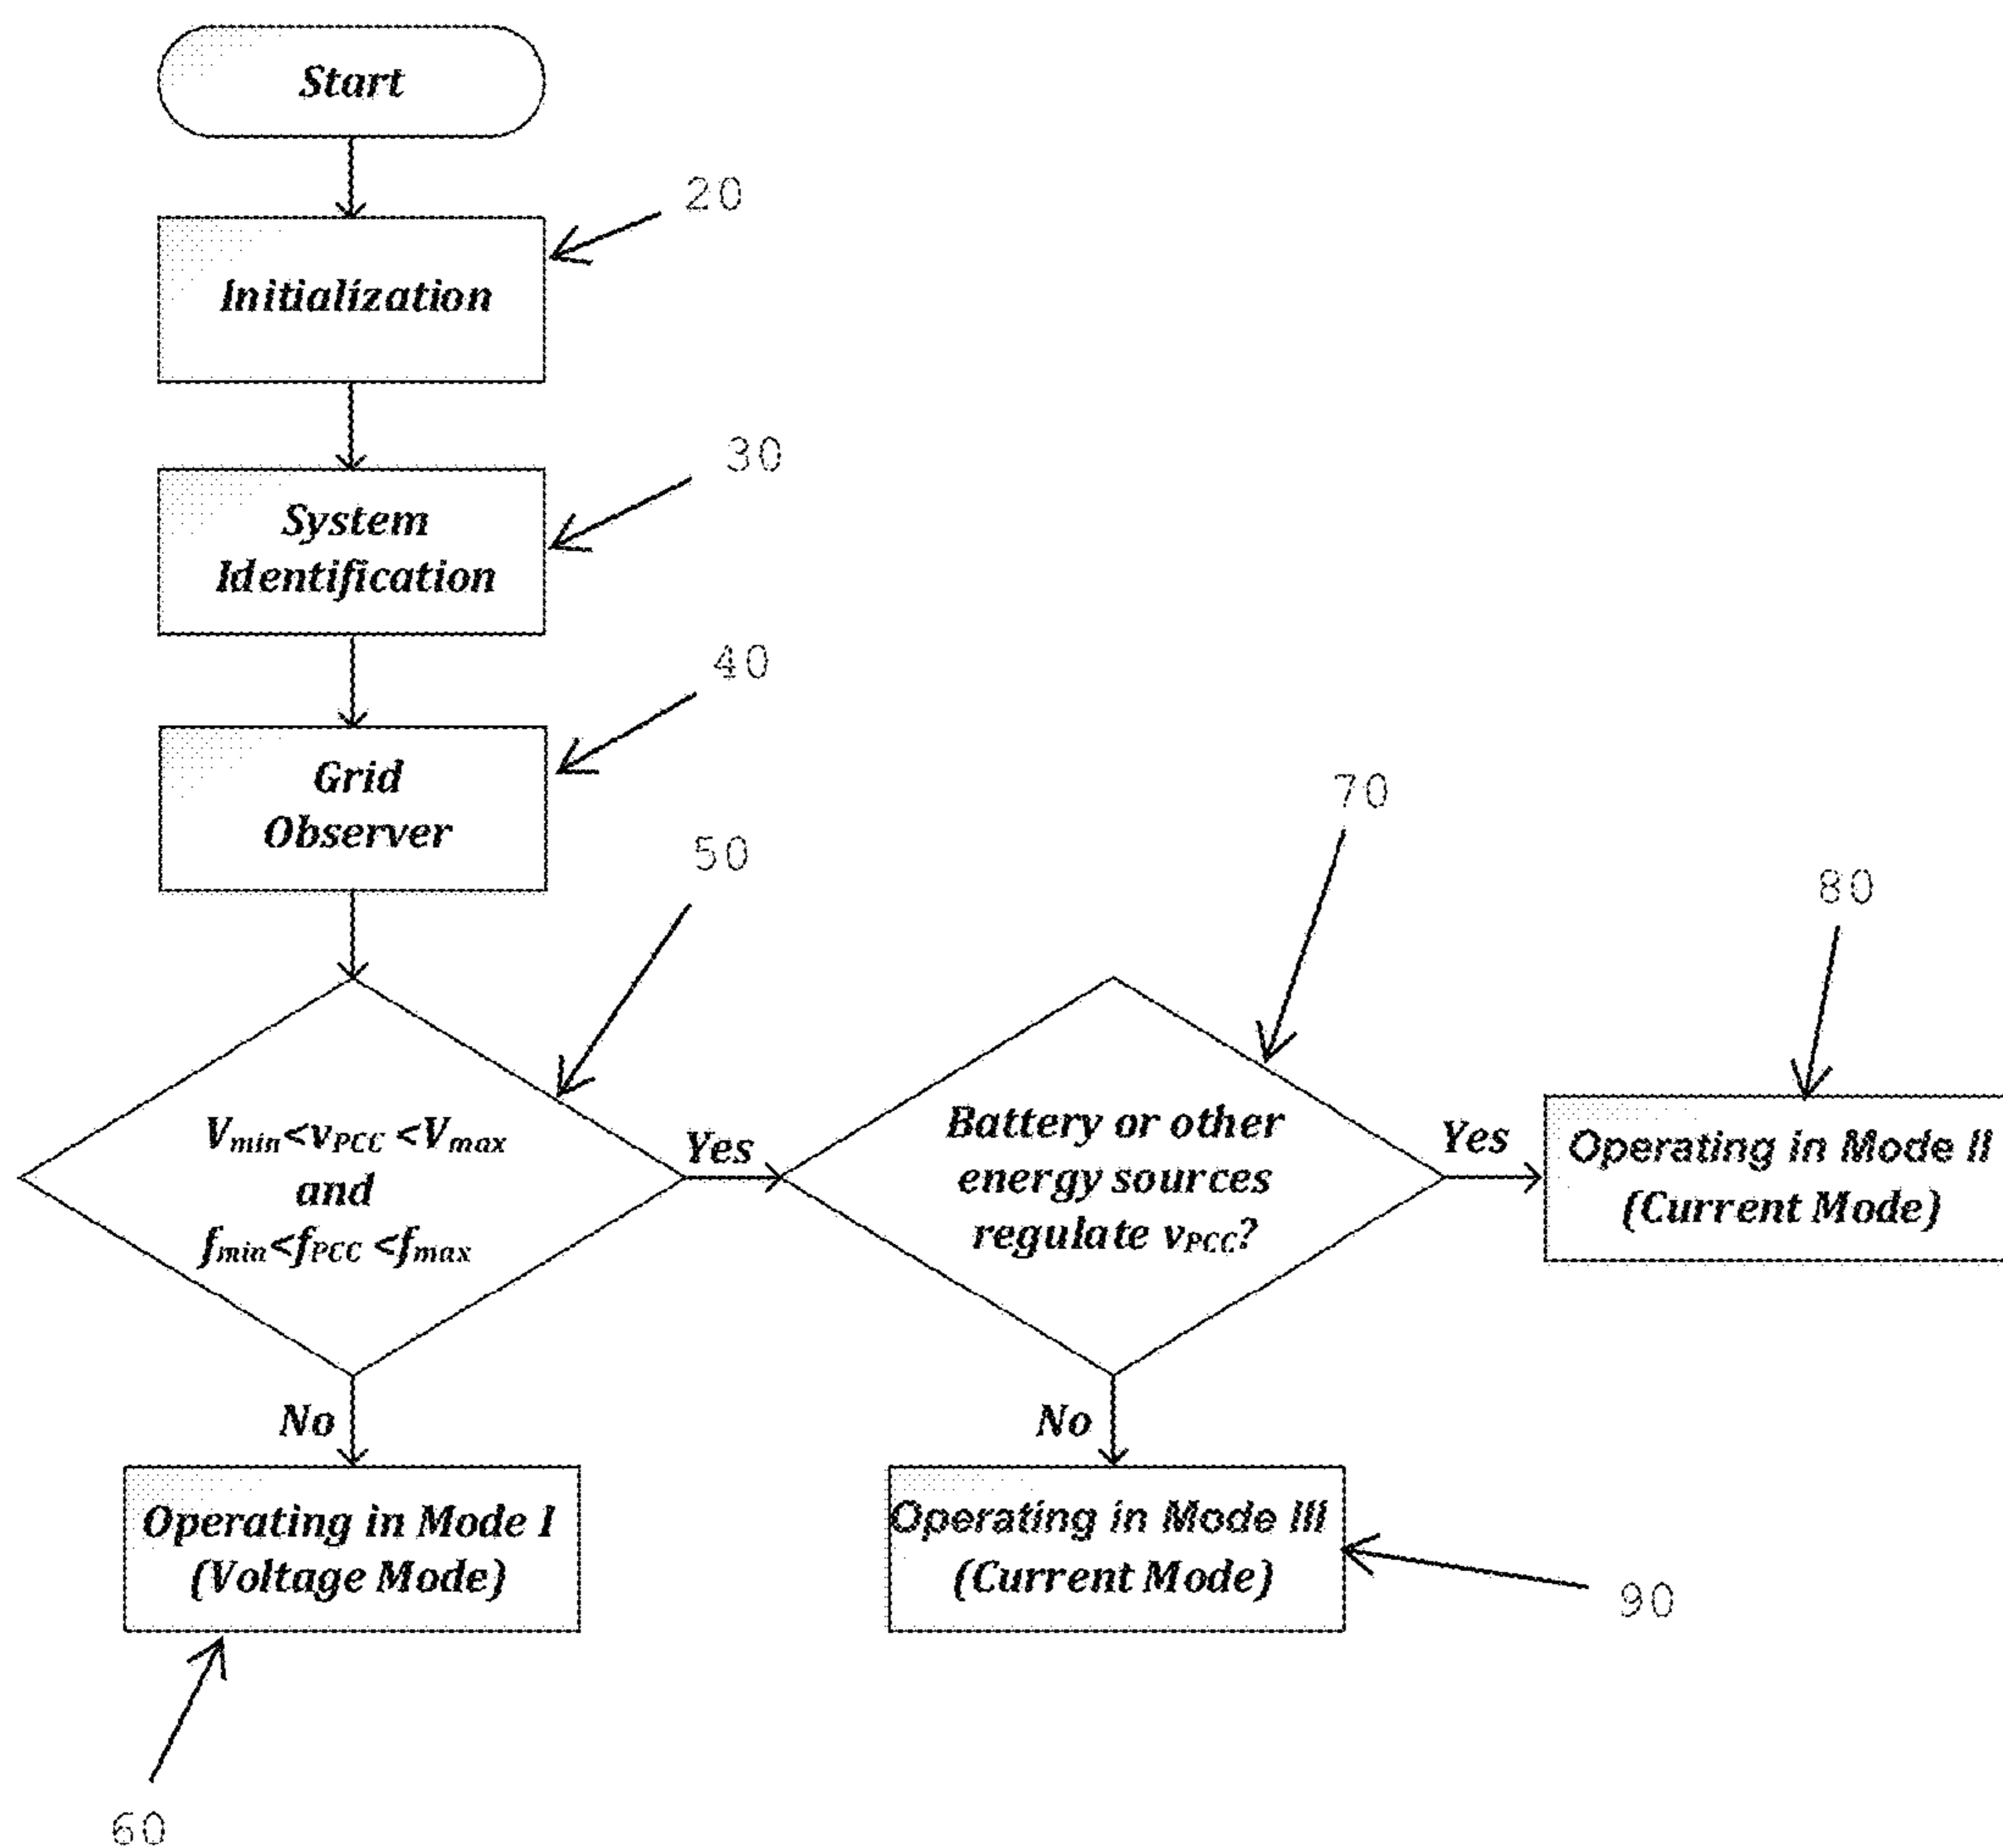 Start
20
Initialization
30
System
Identification
40
Grid
Observer
50
Vmin<vPCC <Vmax
and
fmin<fPCC <fmax
Yes
No
70
Battery or other
energy sources
regulate vPCC?
Yes
No
80
Operating in Mode II
(Current Mode)
Operating in Mode I
(Voltage Mode)
60
Operating in Mode III
(Current Mode)
90